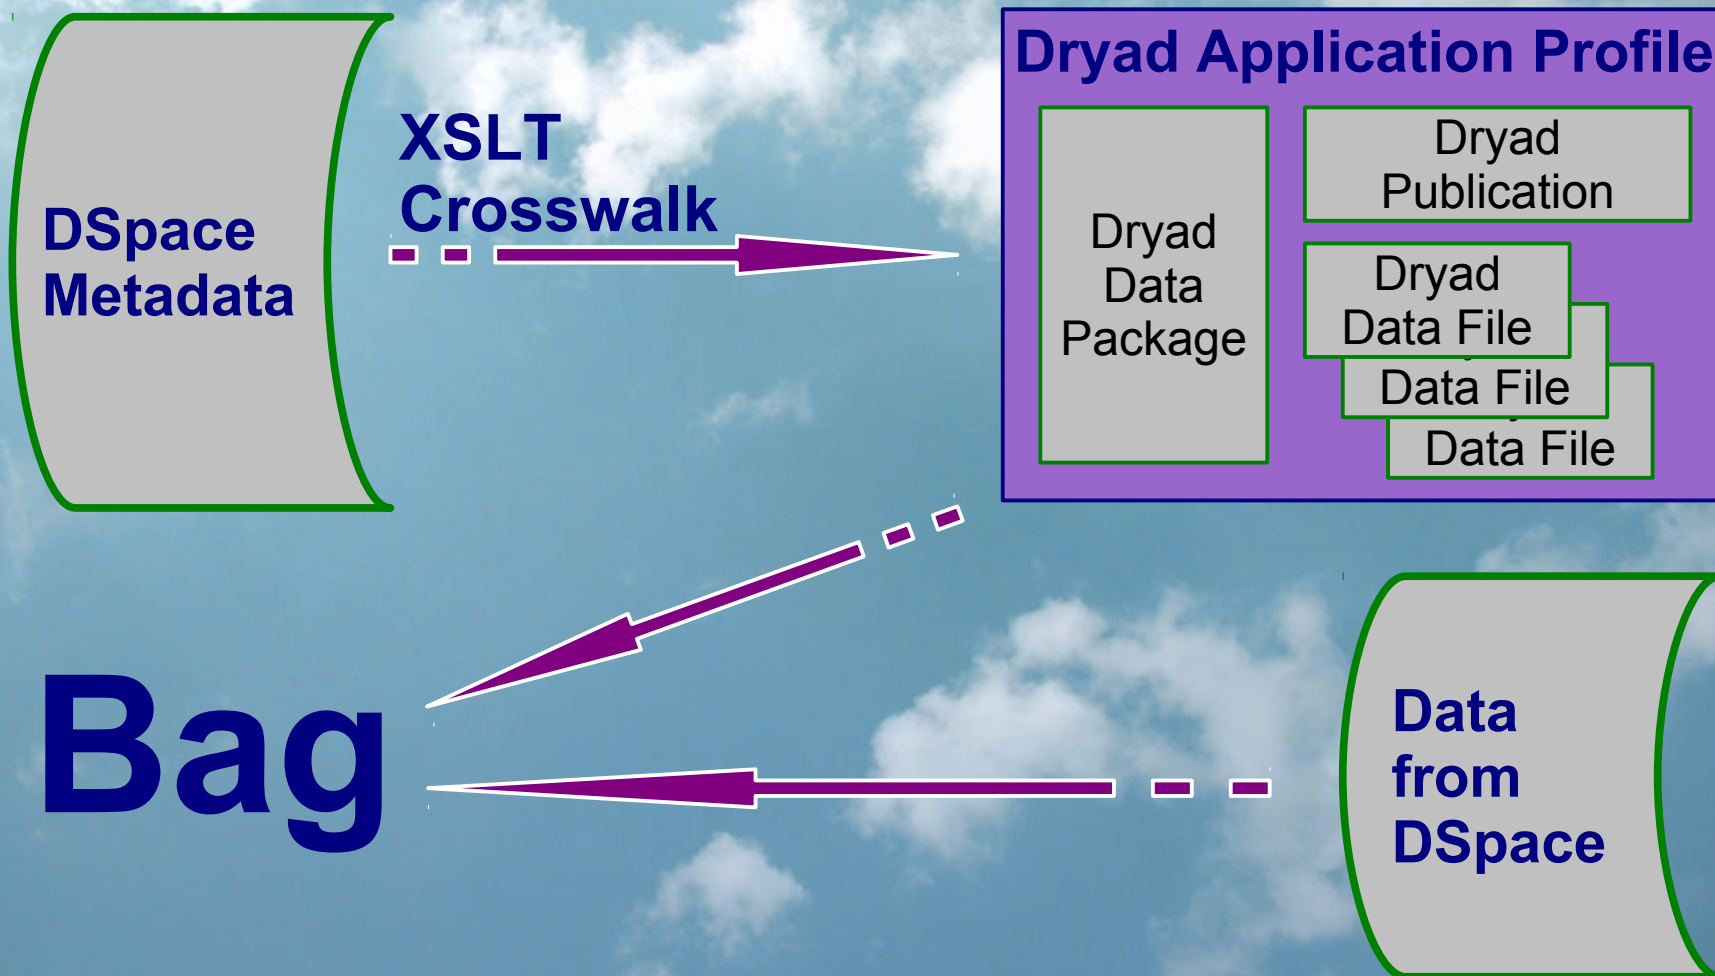 DSpace
Metadata
XSLT
Crosswalk
Dryad Application Profile
Dryad
Data
Package
Dryad
Publication
Dryad
Data File
Data File
Data File
Bag
Data
from
DSpace